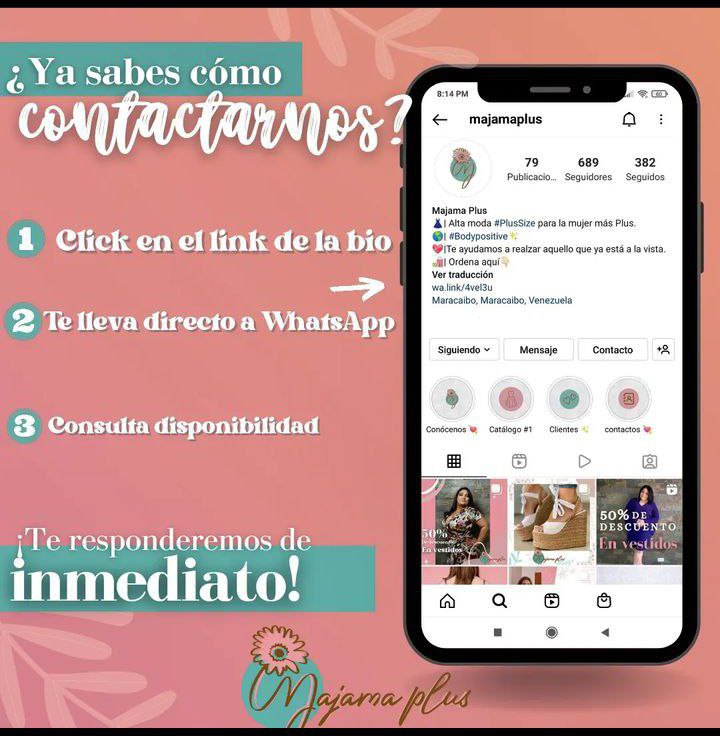 ¿Ya sabes cómo
contactarnos?
1 Click en el link de la bio
2 Te lleva directo a WhatsApp
3 Consulta disponibilidad
¡Te responderemos de
inmediato!
Majama plus
8:14 PM
majamaplus
79 689 382
Publicacio... Seguidores Seguidos
Majama Plus
| Alta moda #PlusSize para la mujer más Plus.
| #Bodypositive
|Te ayudamos a realzar aquello que ya está a la vista.
| Ordena aquí
Ver traducción
wa.link/4vel3u
Maracaibo, Maracaibo, Venezuela
Siguiendo Mensaje Contacto
Conócenos Catálogo #1 Clientes contactos
50%
De descuento
En vestidos
Majama plus
50% DE
DESCUENTO
En vestidos